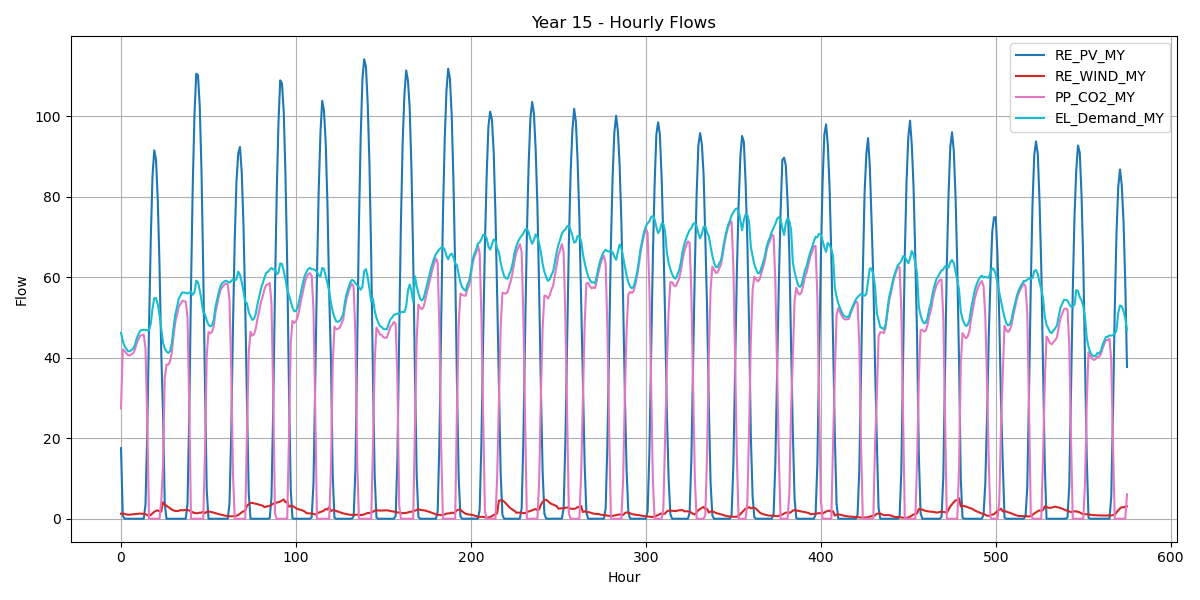 Year 15 - Hourly Flows
RE_PV_MY
RE_WIND_MY
PP_CO2_MY
EL_Demand_MY
Flow
100
80
60
40
20
0
0 100 200 300 400 500 600
Hour